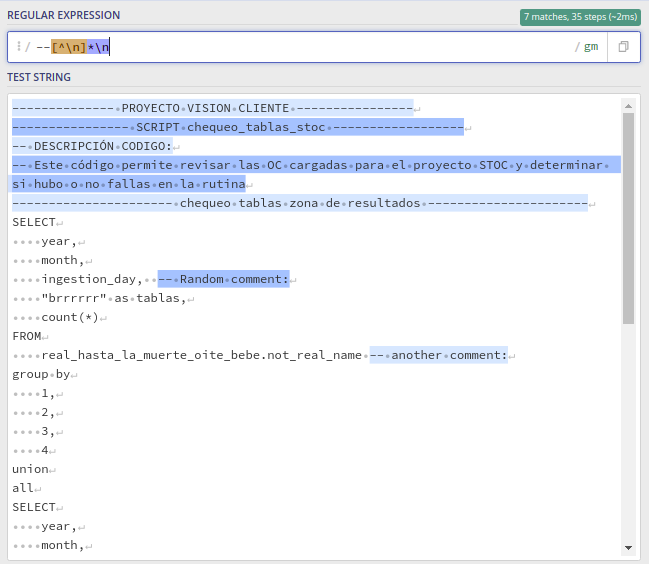 REGULAR EXPRESSION
7 matches, 35 steps (~2ms)
/ --[^\n]*\n / gm
TEST STRING
-------------- PROYECTO VISION CLIENTE ----------------
---------------- SCRIPT chequeo_tablas_stoc ------------------
-- DESCRIPCIÓN CODIGO:
-- Este código permite revisar las OC cargadas para el proyecto STOC y determinar
si hubo o no fallas en la rutina
---------------------- chequeo tablas zona de resultados ----------------------
SELECT
    year,
    month,
    ingestion_day,  -- Random comment:
    "brrrrrr" as tablas,
    count(*)
FROM
    real_hasta_la_muerte_oite_bebe.not_real_name -- another comment:
group by
    1,
    2,
    3,
    4
union
all
SELECT
    year,
    month,